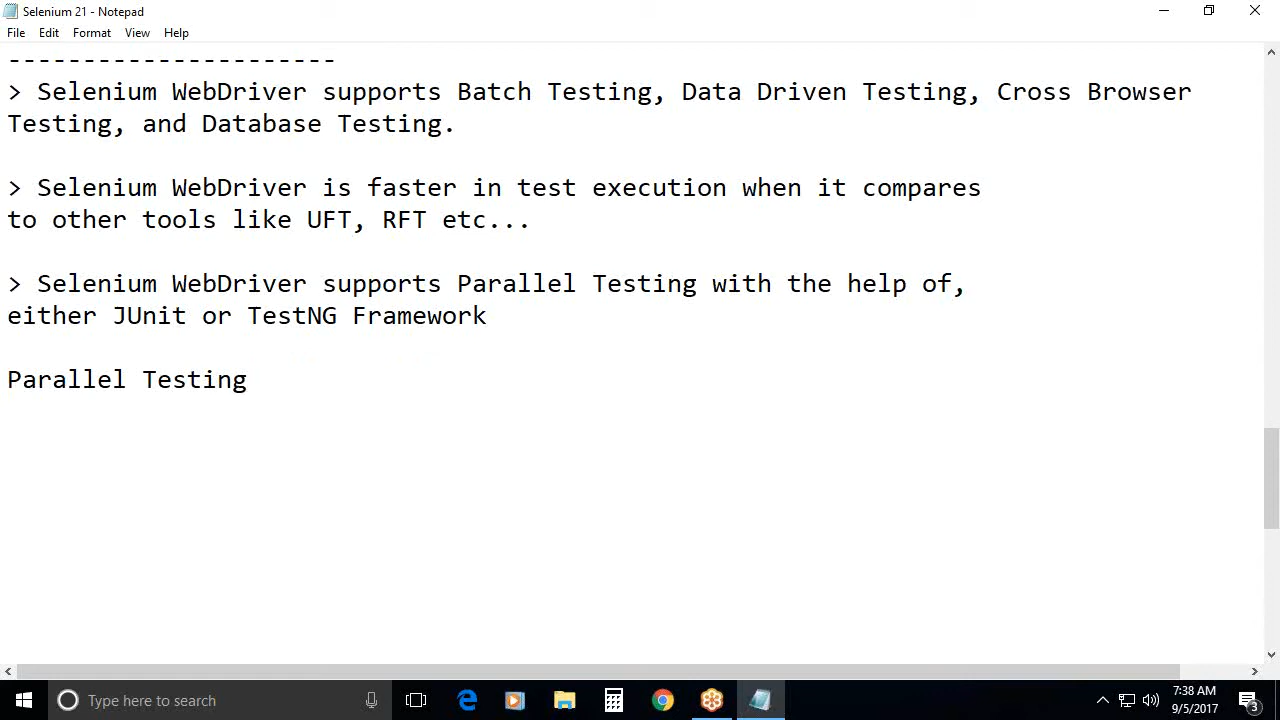 Selenium 21 - Notepad
File Edit Format View Help
----------------------
> Selenium WebDriver supports Batch Testing, Data Driven Testing, Cross Browser
Testing, and Database Testing.
> Selenium WebDriver is faster in test execution when it compares
to other tools like UFT, RFT etc...
> Selenium WebDriver supports Parallel Testing with the help of,
either JUnit or TestNG Framework
Parallel Testing
Type here to search
7:38 AM
9/5/2017
3